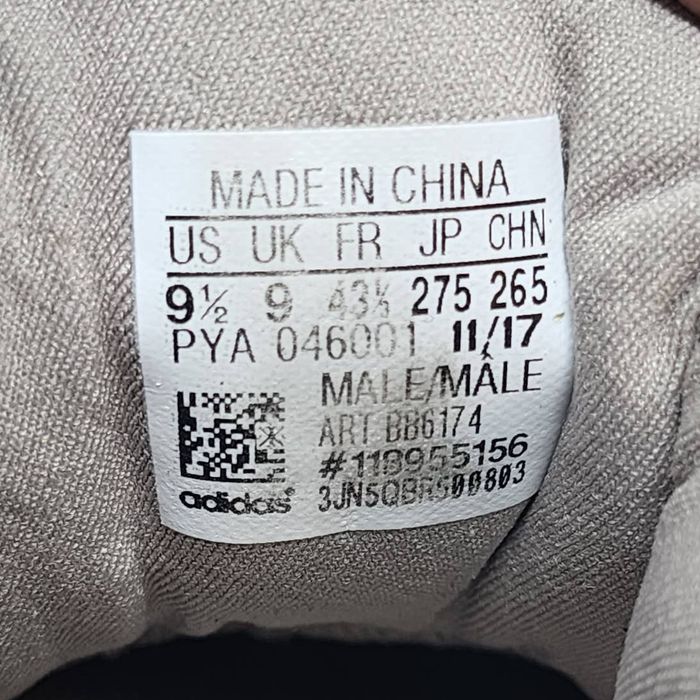 MADE IN CHINA
US UK FR JP CHN
9½ 9 43⅓ 275 265
PYA 046001 11/17
MALE/MÂLE
ART BB6174
#118955156
adidas 3JN5QBR500803